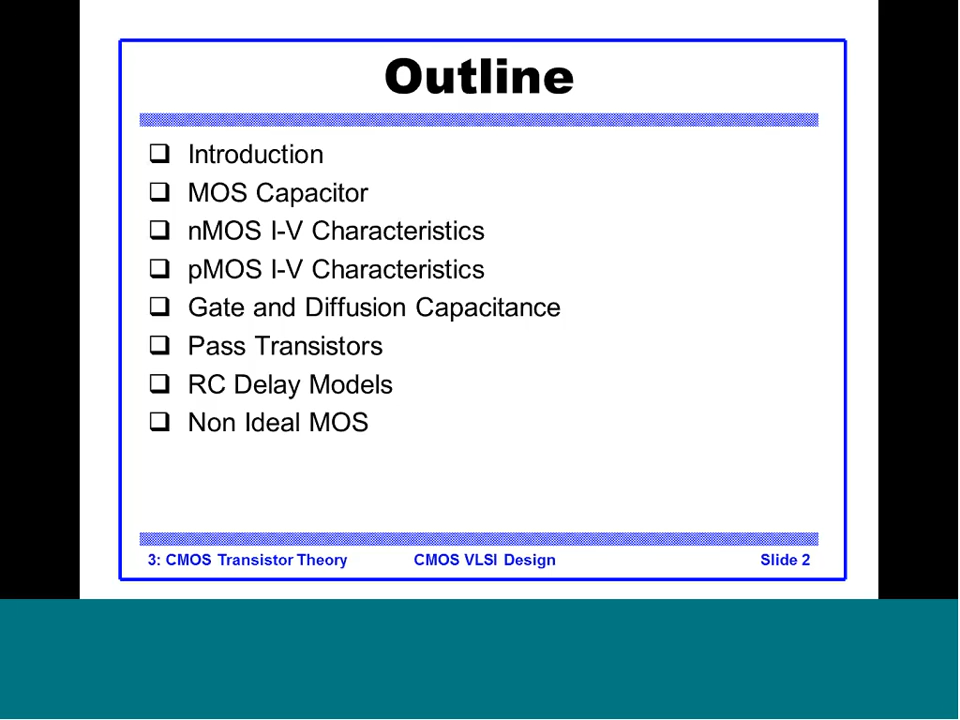 Outline
Introduction
MOS Capacitor
nMOS I-V Characteristics
pMOS I-V Characteristics
Gate and Diffusion Capacitance
Pass Transistors
RC Delay Models
Non Ideal MOS
3: CMOS Transistor Theory CMOS VLSI Design Slide 2